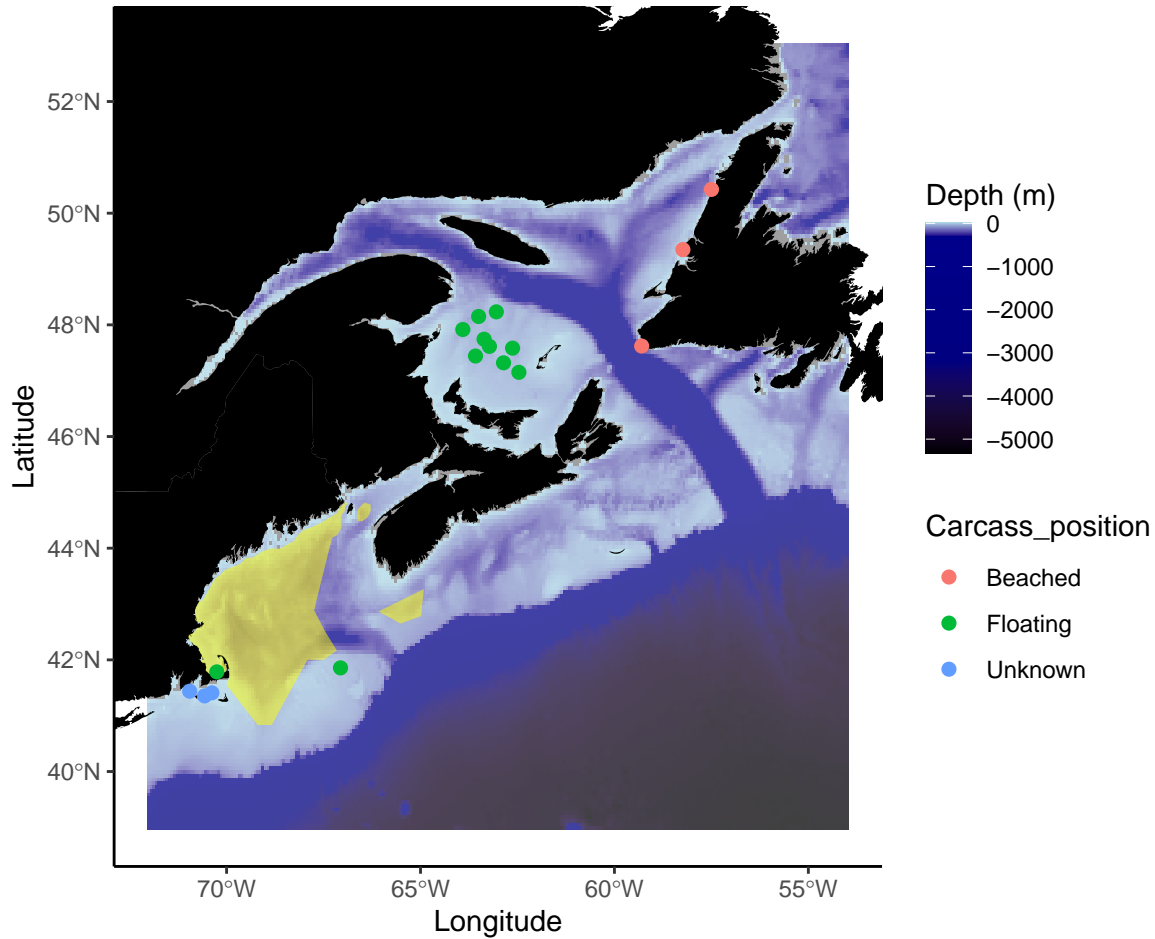 52°N
50°N
48°N
46°N
44°N
42°N
40°N
Latitude
70°W 65°W 60°W 55°W
Longitude
Depth (m)
0
−1000
−2000
−3000
−4000
−5000
Carcass_position
Beached
Floating
Unknown